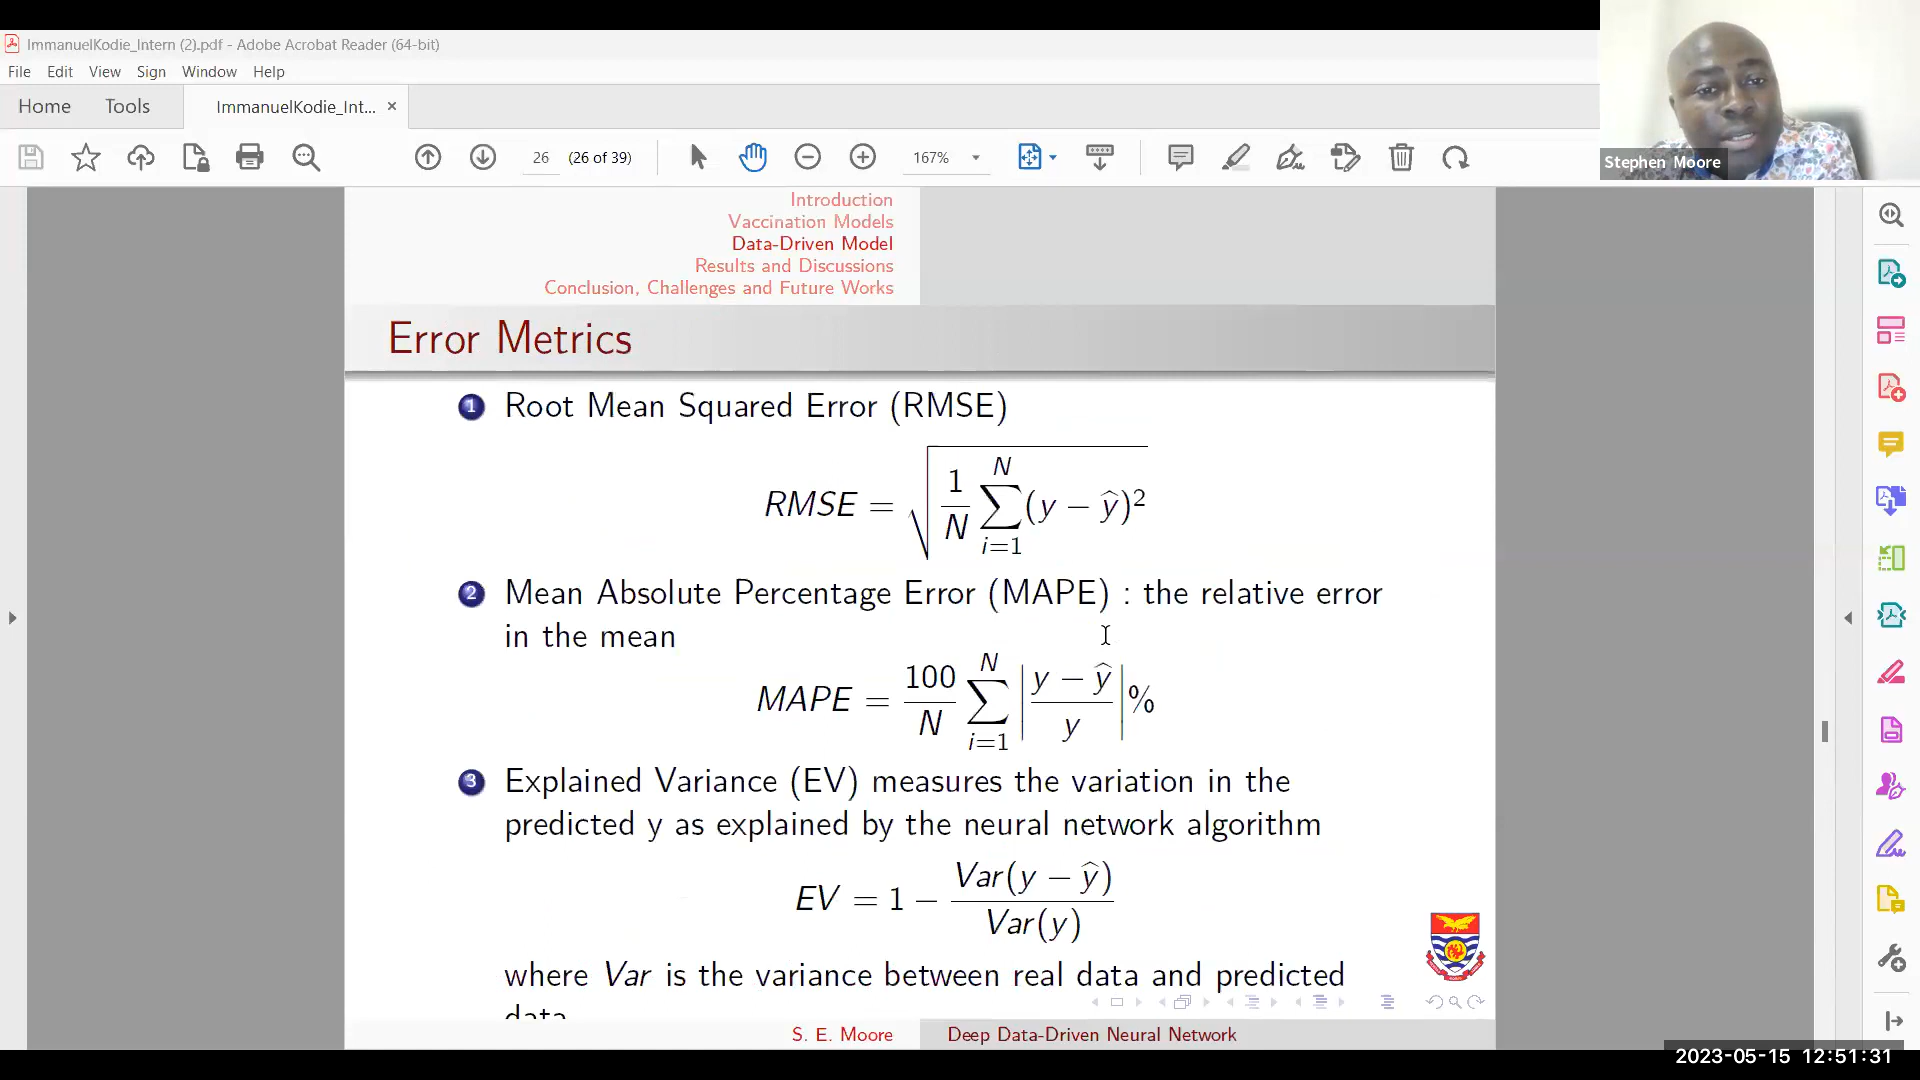 ImmanuelKodie_Intern (2).pdf - Adobe Acrobat Reader (64-bit)
File Edit View Sign Window Help
Home Tools ImmanuelKodie_Int... ×
26 (26 of 39) 167%
Stephen Moore
Introduction
Vaccination Models
Data-Driven Model
Results and Discussions
Conclusion, Challenges and Future Works
Error Metrics
1 Root Mean Squared Error (RMSE)
RMSE = √(1/N ∑_{i=1}^{N} (y − ŷ)²)
2 Mean Absolute Percentage Error (MAPE) : the relative error
in the mean
MAPE = 100/N ∑_{i=1}^{N} |(y − ŷ)/y| %
3 Explained Variance (EV) measures the variation in the
predicted y as explained by the neural network algorithm
EV = 1 − Var(y − ŷ)/Var(y)
where Var is the variance between real data and predicted
data
S. E. Moore Deep Data-Driven Neural Network
2023-05-15 12:51:31